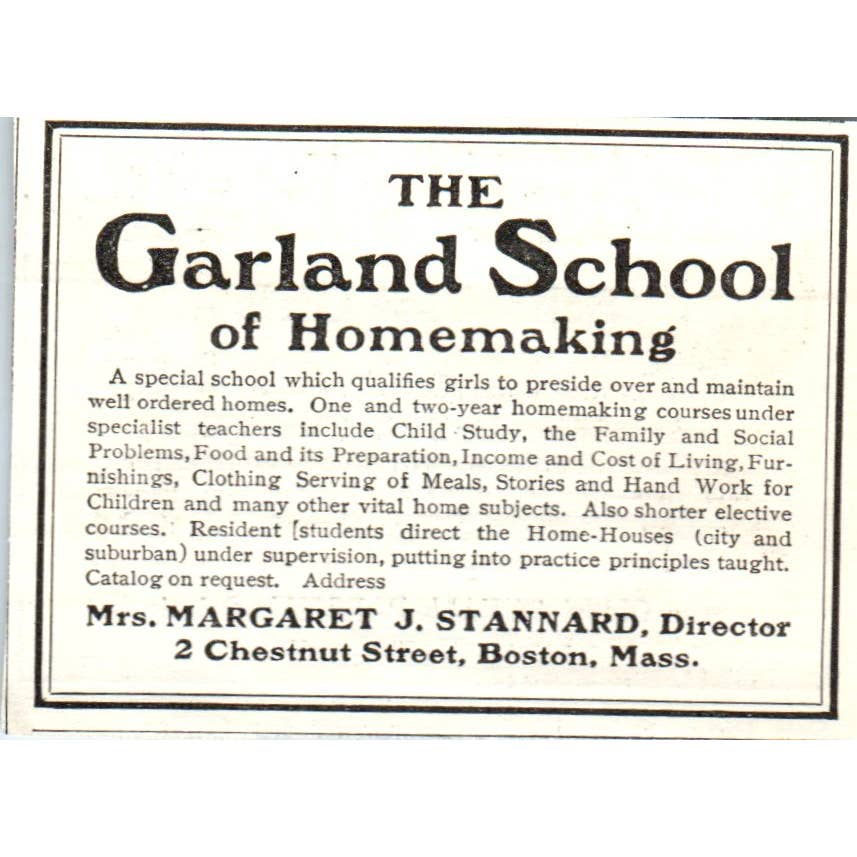 THE
Garland School
of Homemaking
A special school which qualifies girls to preside over and maintain
well ordered homes. One and two-year homemaking courses under
specialist teachers include Child Study, the Family and Social
Problems, Food and its Preparation, Income and Cost of Living, Fur-
nishings, Clothing Serving of Meals, Stories and Hand Work for
Children and many other vital home subjects. Also shorter elective
courses. Resident [students direct the Home-Houses (city and
suburban) under supervision, putting into practice principles taught.
Catalog on request. Address
Mrs. MARGARET J. STANNARD, Director
2 Chestnut Street, Boston, Mass.